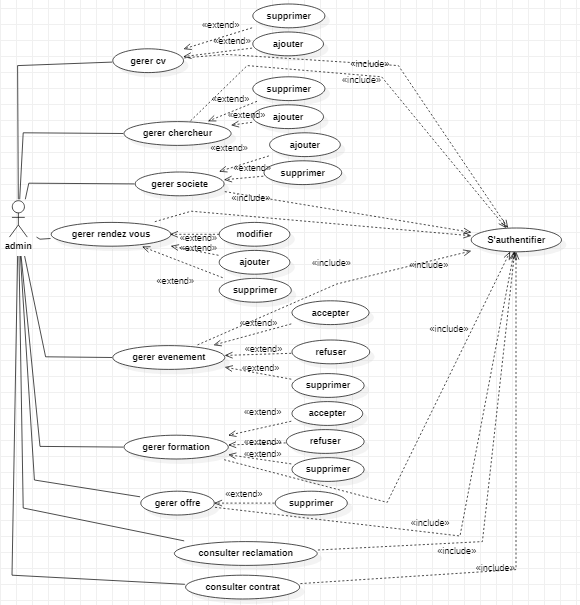 supprimer
«extend»
«extend»
ajouter
gerer cv
«include»
«include»
supprimer
«extend»
«extend»
ajouter
gerer chercheur
ajouter
«extend»
«extend»
supprimer
gerer societe
«include»
admin
gerer rendez vous
«extend»
modifier
«extend»
S'authentifier
ajouter
«include»
«include»
«extend»
supprimer
accepter
«extend»
«include»
gerer evenement
«extend»
refuser
«extend»
supprimer
«extend»
accepter
gerer formation
«extend»
refuser
«extend»
supprimer
«extend»
gerer offre
supprimer
«include»
consulter reclamation
«include»
«include»
consulter contrat